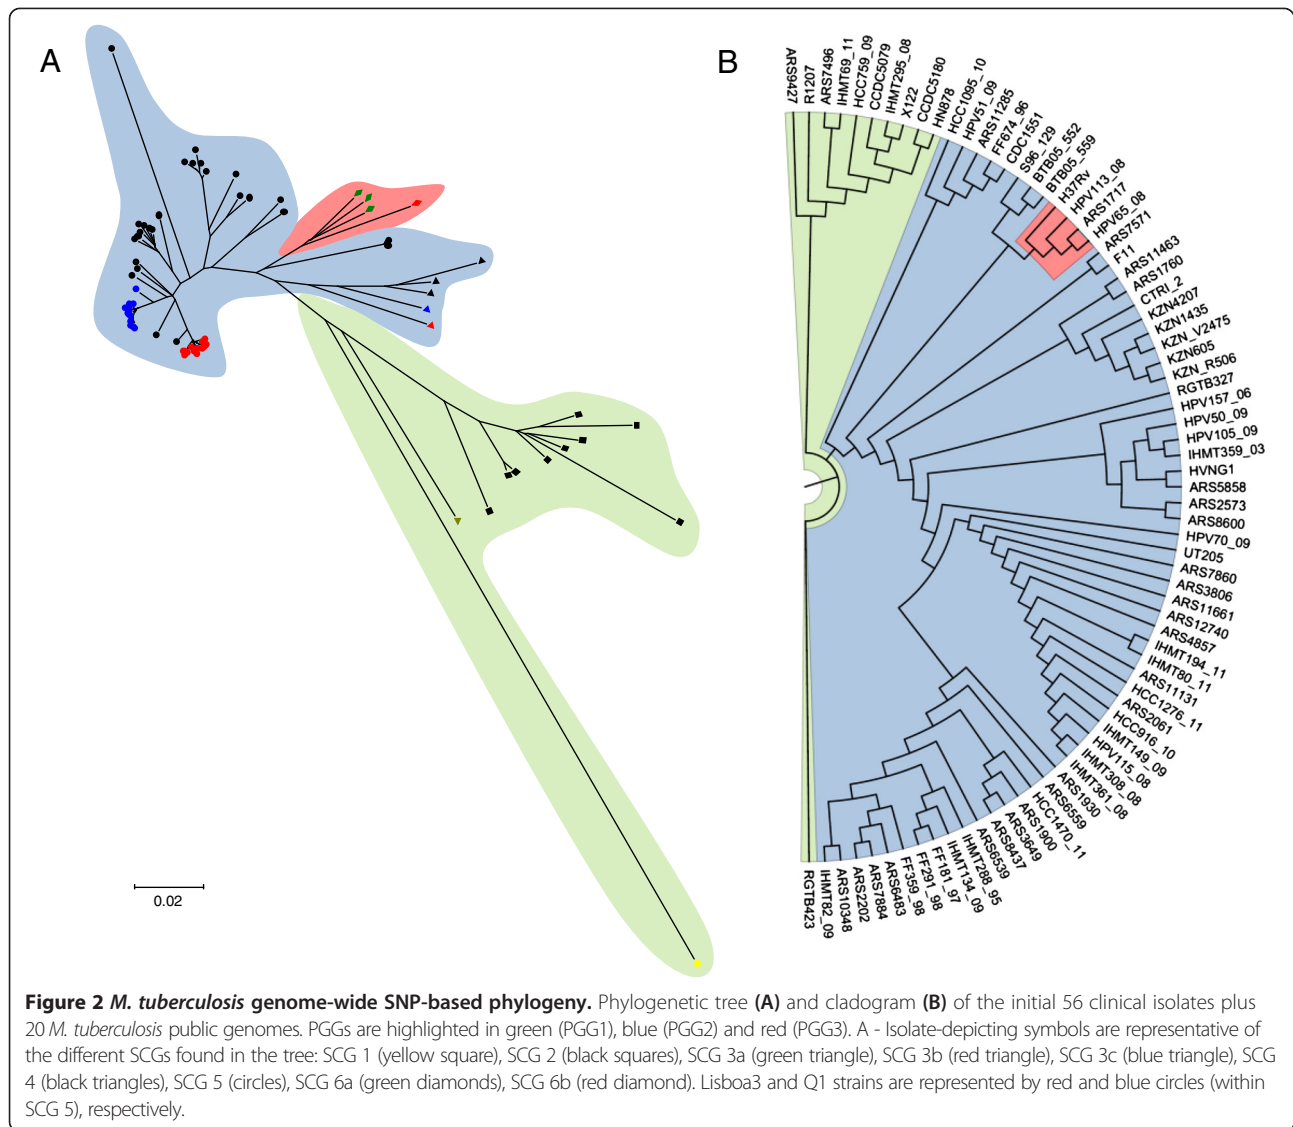 A
B
ARS9427
R1207
ARS7496
IHMT69_11
HCC759_09
CCDC5079
IHMT295_08
X122
CCDC5180
HN878
HCC1095_10
HPV51_09
ARS11285
FF674_96
CDC1551
S96_129
BTB05_552
BTB05_559
H37Rv
HPV113_08
ARS1717
HPV65_08
ARS7571
F11
ARS11463
ARS1760
CTRI_2
KZN4207
KZN1435
KZN_V2475
KZN605
KZN_R506
RGTB327
HPV157_06
HPV50_09
HPV105_09
IHMT359_03
HVNG1
ARS5858
ARS2573
ARS8600
HPV70_09
UT205
ARS7860
ARS3806
ARS11661
ARS12740
ARS4857
IHMT194_11
IHMT80_11
ARS11131
HCC1276_11
ARS2061
HCC916_10
IHMT149_09
HPV115_08
IHMT308_08
IHMT361_08
ARS1930
ARS6559
HCC1470_11
ARS1900
ARS3649
ARS8437
ARS6539
IHMT288_95
IHMT134_09
FF181_97
FF291_98
FF359_98
ARS6483
ARS7884
ARS2202
ARS10348
IHMT82_09
RGTB423
0.02
Figure 2 M. tuberculosis genome-wide SNP-based phylogeny. Phylogenetic tree (A) and cladogram (B) of the initial 56 clinical isolates plus
20 M. tuberculosis public genomes. PGGs are highlighted in green (PGG1), blue (PGG2) and red (PGG3). A - Isolate-depicting symbols are representative of
the different SCGs found in the tree: SCG 1 (yellow square), SCG 2 (black squares), SCG 3a (green triangle), SCG 3b (red triangle), SCG 3c (blue triangle), SCG
4 (black triangles), SCG 5 (circles), SCG 6a (green diamonds), SCG 6b (red diamond). Lisboa3 and Q1 strains are represented by red and blue circles (within
SCG 5), respectively.